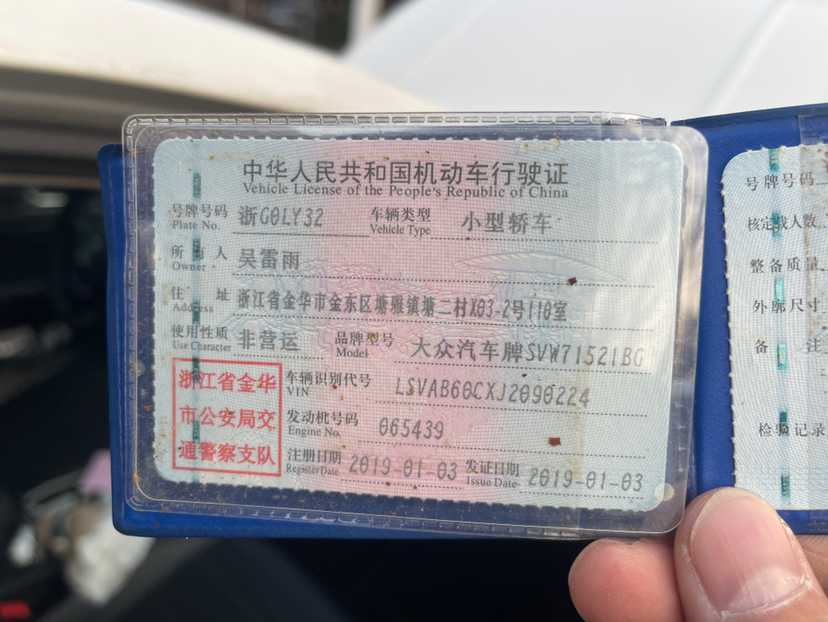 中华人民共和国机动车行驶证
Vehicle License of the People's Republic of China
号牌号码 浙G0LY32 车辆类型 小型轿车
Plate No. Vehicle Type
所有人 吴雷雨
Owner
住址 浙江省金华市金东区塘雅镇塘二村X03-2号110室
Address
使用性质 非营运 品牌型号 大众汽车牌SVW71521BG
Use Character Model
浙江省金华
市公安局交
通警察支队
车辆识别代号 LSVAB60CXJ2090224
VIN
发动机号码 065439
Engine No.
注册日期 2019-01-03 发证日期 2019-01-03
Register Date Issue Date
号牌号码
核定载人数
整备质量
外廓尺寸
备注
检验记录